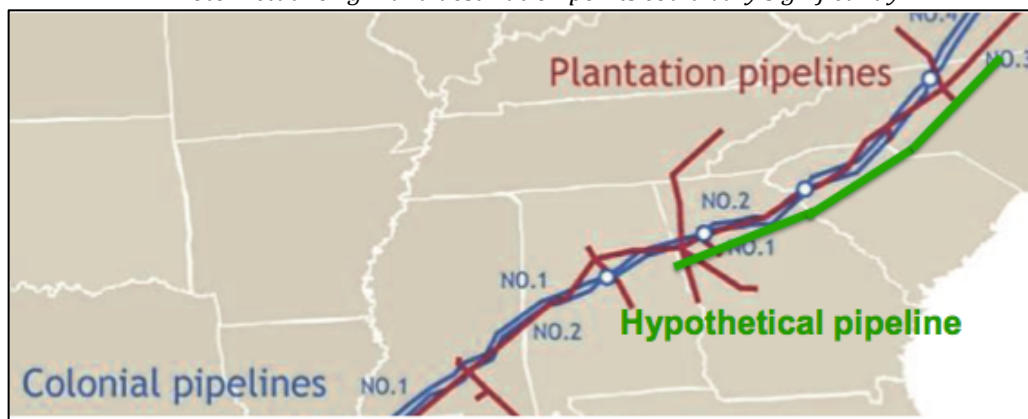 NO.4
Plantation pipelines
NO.3
NO.2
NO.1
NO.1
NO.2
Hypothetical pipeline
Colonial pipelines
NO.1